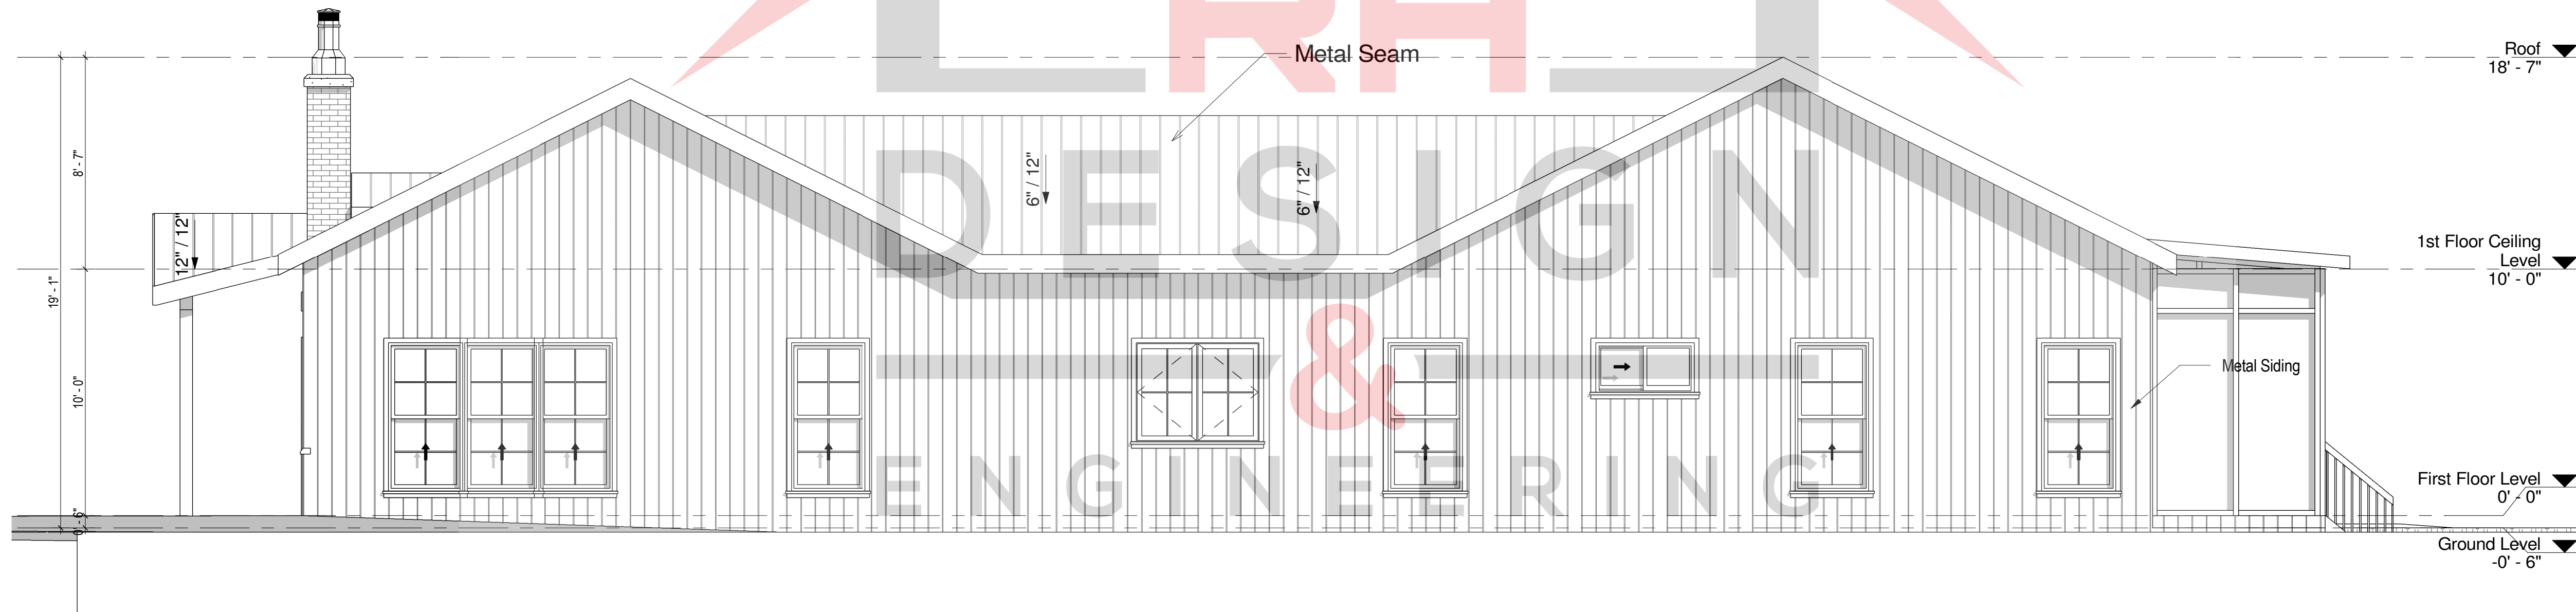 RH
DESIGN
&
ENGINEERING
Metal Seam
Roof
18' - 7"
8' - 7"
6" / 12"
6" / 12"
12" / 12"
1st Floor Ceiling
Level
10' - 0"
19' - 1"
10' - 0"
Metal Siding
First Floor Level
0' - 0"
0' - 6"
Ground Level
-0' - 6"